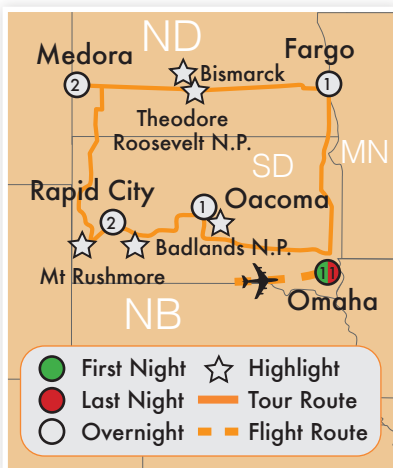 ND
Medora
Fargo
2
Bismarck
1
Theodore
Roosevelt N.P.
MN
SD
Rapid City
Oacoma
1
2
Badlands N.P.
Mt Rushmore
1 1
Omaha
NB
First Night
Highlight
Last Night
Tour Route
Overnight
Flight Route